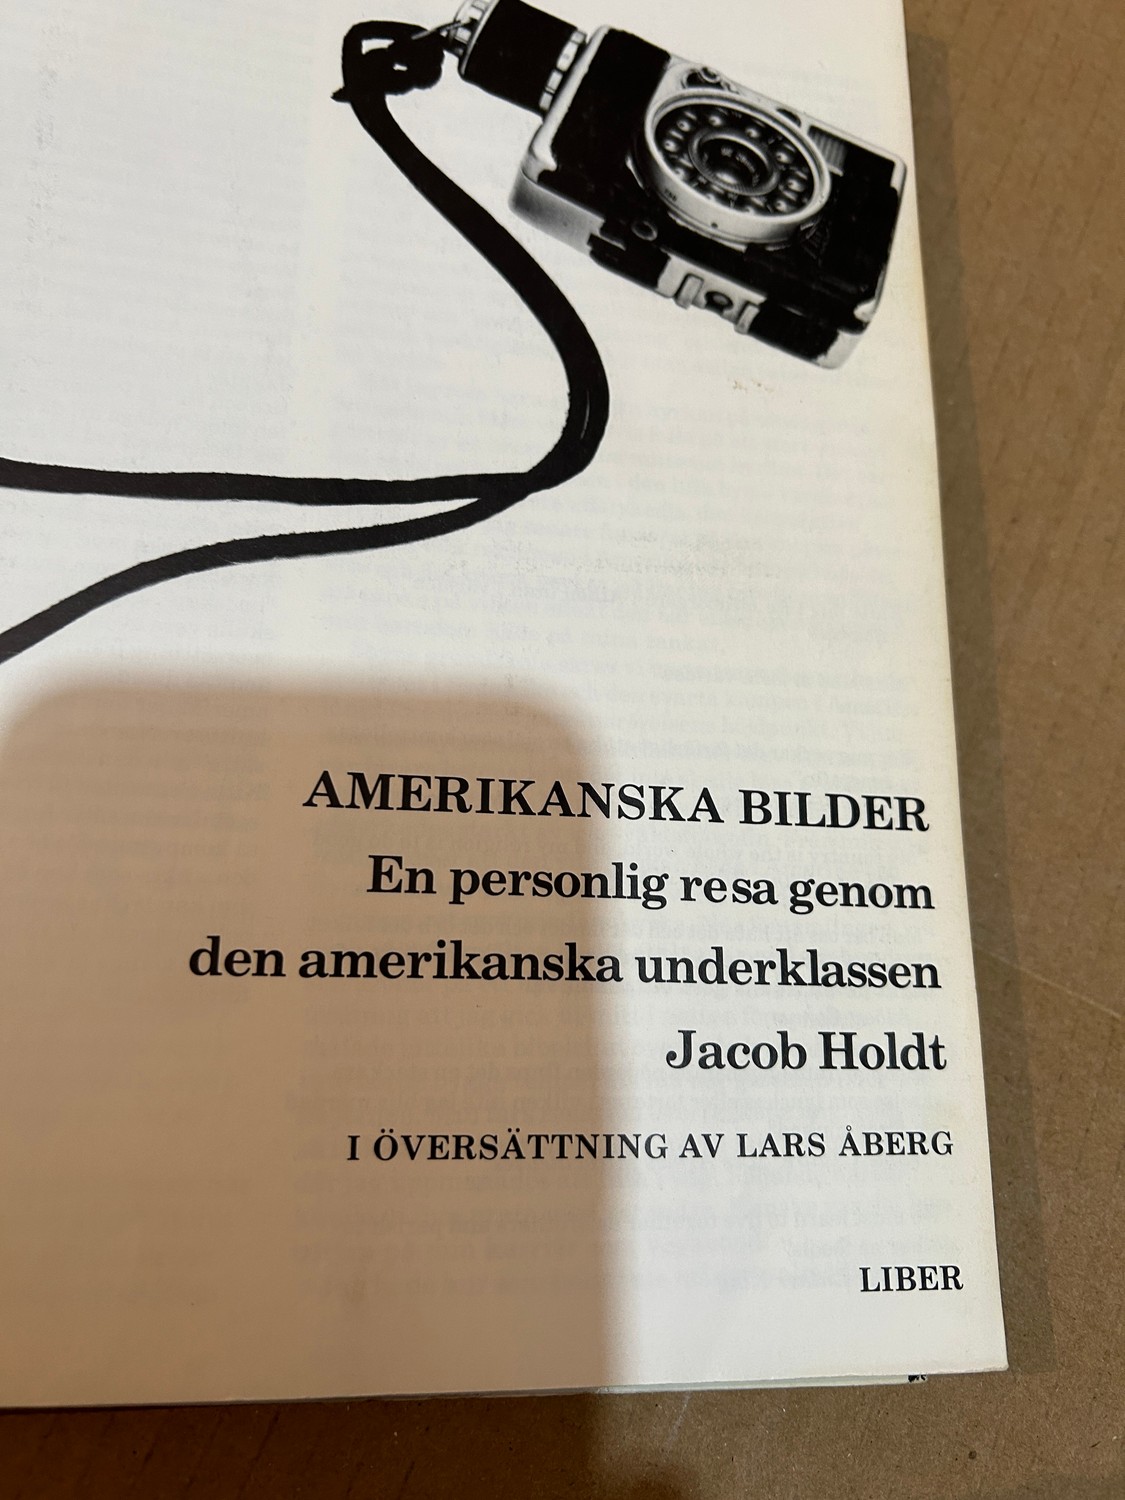 AMERIKANSKA BILDER
En personlig resa genom
den amerikanska underklassen
Jacob Holdt
I ÖVERSÄTTNING AV LARS ÅBERG
LIBER